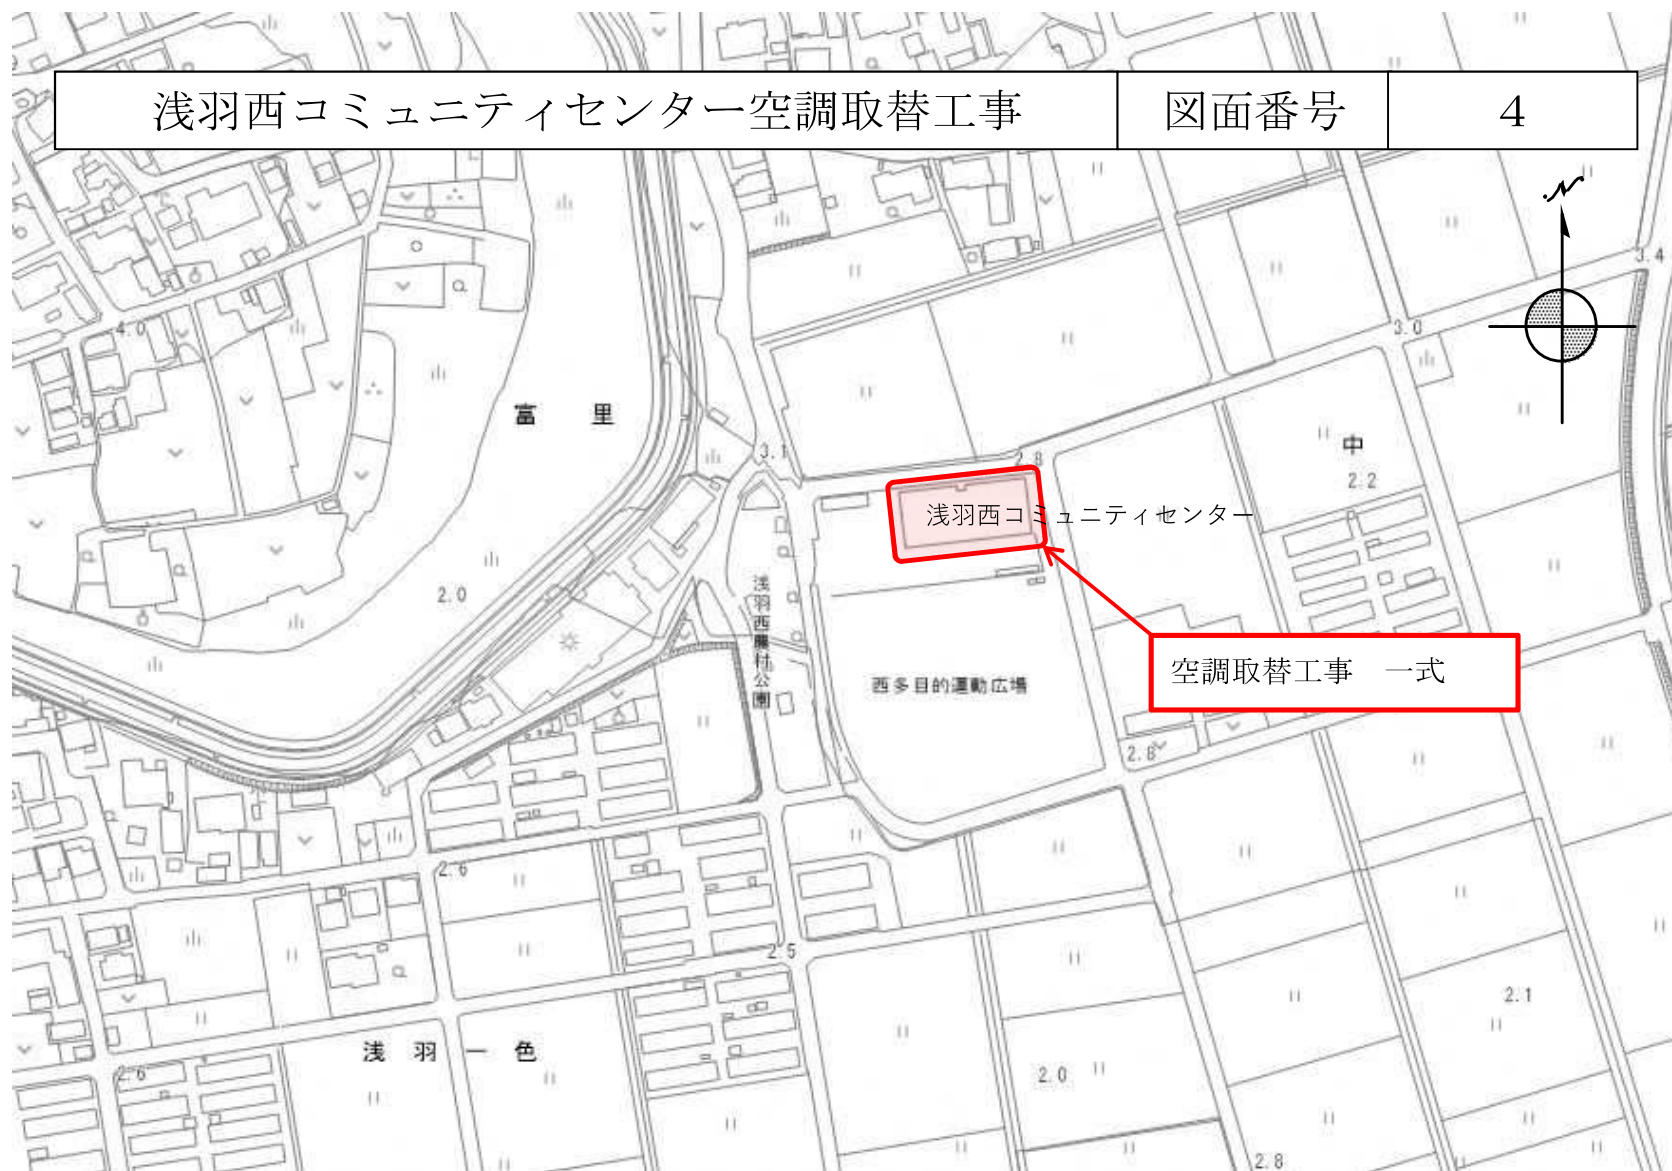 浅羽西コミュニティセンター空調取替工事 図面番号 4
N
3.4
4.0
3.0
富 里
中
3.1
2.8
2.2
浅羽西コミュニティセンター
2.0
浅羽西農村公園
空調取替工事 一式
西多目的運動広場
2.8
2.6
2.5
2.1
浅 羽 一 色
2.6
2.0
2.8